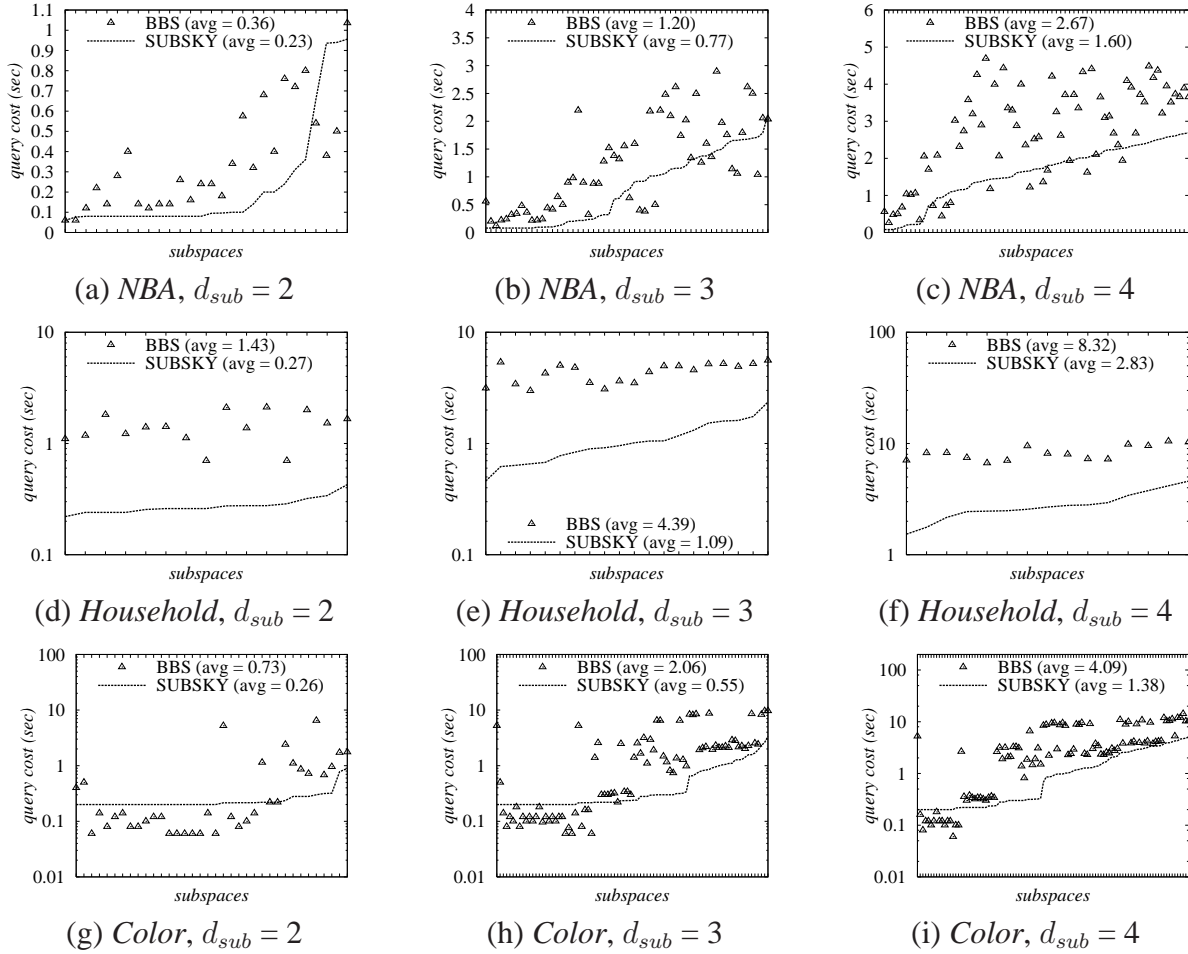 1.1
1
0.9
0.8
0.7
0.6
0.5
0.4
0.3
0.2
0.1
0
query cost (sec)
BBS (avg = 0.36)
SUBSKY (avg = 0.23)
subspaces
(a) NBA, d_sub = 2
4
3.5
3
2.5
2
1.5
1
0.5
0
query cost (sec)
BBS (avg = 1.20)
SUBSKY (avg = 0.77)
subspaces
(b) NBA, d_sub = 3
6
5
4
3
2
1
0
query cost (sec)
BBS (avg = 2.67)
SUBSKY (avg = 1.60)
subspaces
(c) NBA, d_sub = 4
10
1
0.1
query cost (sec)
BBS (avg = 1.43)
SUBSKY (avg = 0.27)
subspaces
(d) Household, d_sub = 2
10
1
0.1
query cost (sec)
BBS (avg = 4.39)
SUBSKY (avg = 1.09)
subspaces
(e) Household, d_sub = 3
100
10
1
query cost (sec)
BBS (avg = 8.32)
SUBSKY (avg = 2.83)
subspaces
(f) Household, d_sub = 4
100
10
1
0.1
0.01
query cost (sec)
BBS (avg = 0.73)
SUBSKY (avg = 0.26)
subspaces
(g) Color, d_sub = 2
100
10
1
0.1
0.01
query cost (sec)
BBS (avg = 2.06)
SUBSKY (avg = 0.55)
subspaces
(h) Color, d_sub = 3
100
10
1
0.1
0.01
query cost (sec)
BBS (avg = 4.09)
SUBSKY (avg = 1.38)
subspaces
(i) Color, d_sub = 4